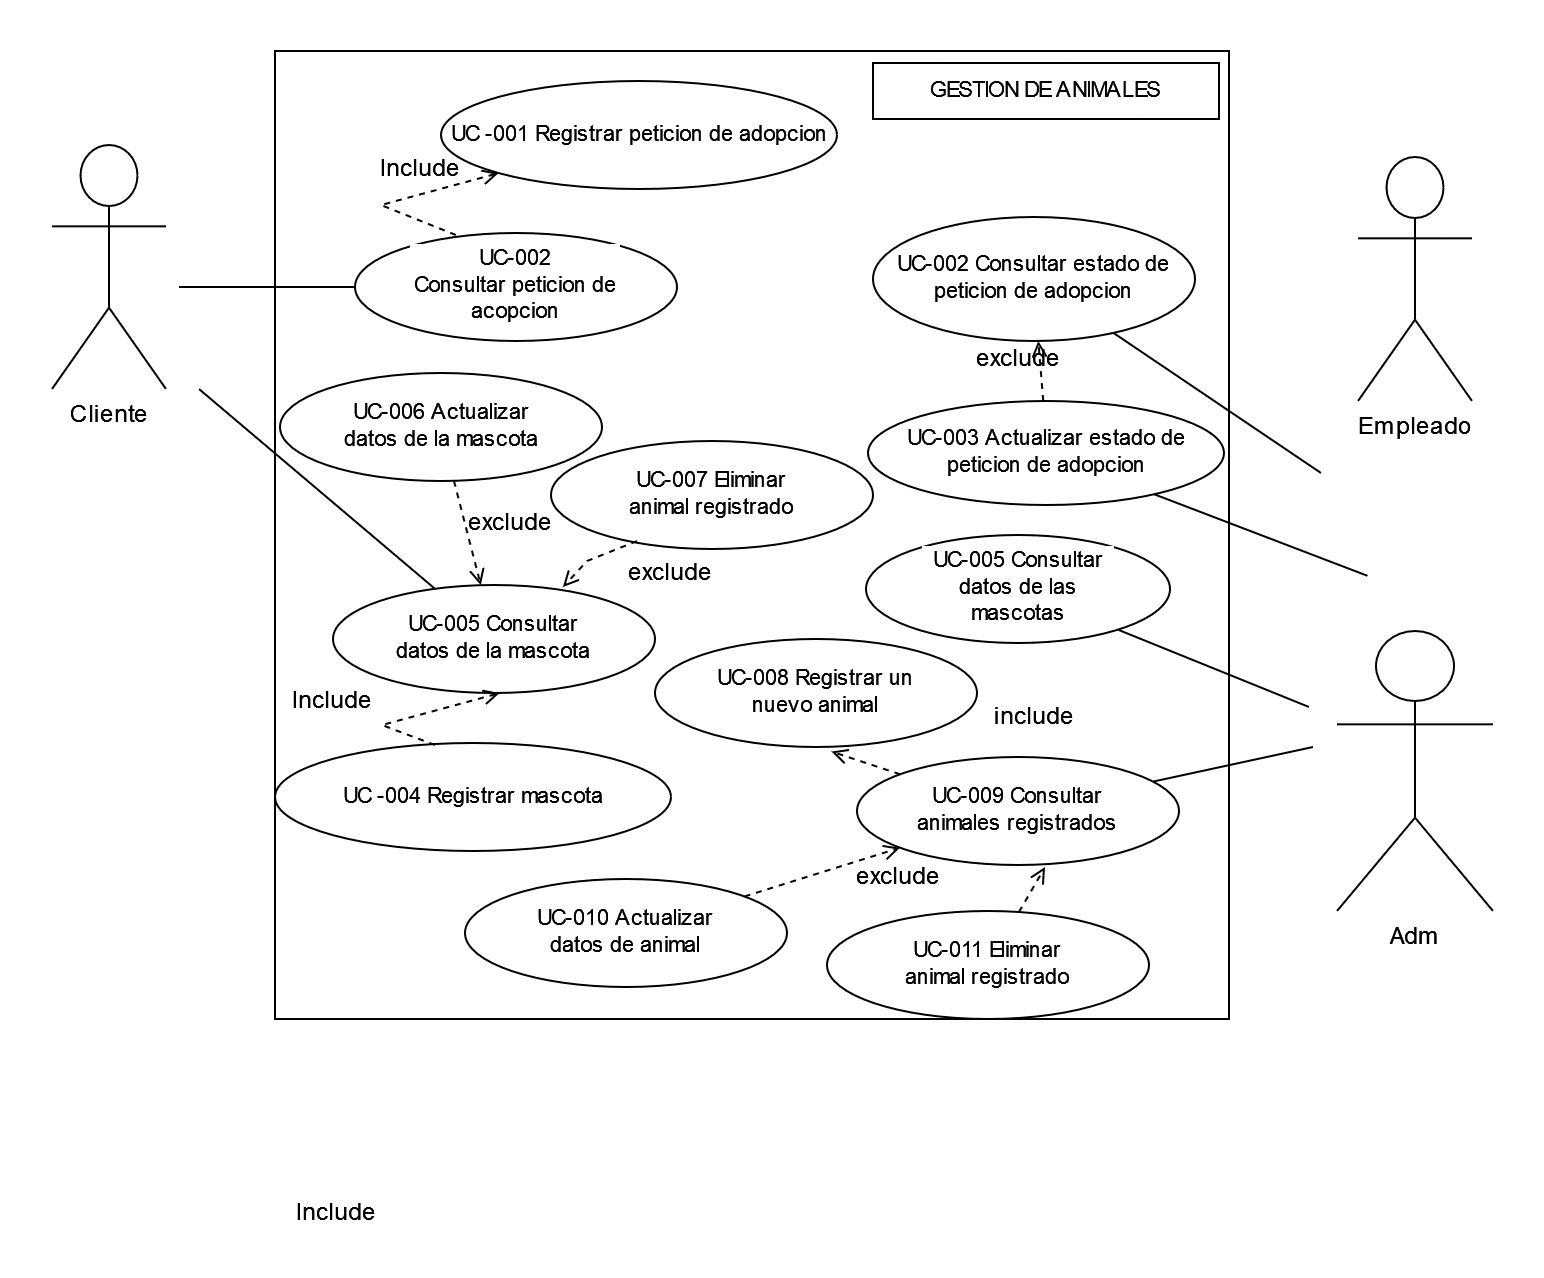 GESTION DE ANIMALES
UC -001 Registrar peticion de adopcion
Include
UC-002
Consultar peticion de
acopcion
UC-002 Consultar estado de
peticion de adopcion
exclude
Cliente
Empleado
UC-006 Actualizar
datos de la mascota
UC-003 Actualizar estado de
peticion de adopcion
UC-007 Eliminar
animal registrado
exclude
exclude
UC-005 Consultar
datos de las
mascotas
UC-005 Consultar
datos de la mascota
UC-008 Registrar un
nuevo animal
Include
include
UC -004 Registrar mascota
UC-009 Consultar
animales registrados
exclude
UC-010 Actualizar
datos de animal
UC-011 Eliminar
animal registrado
Adm
Include